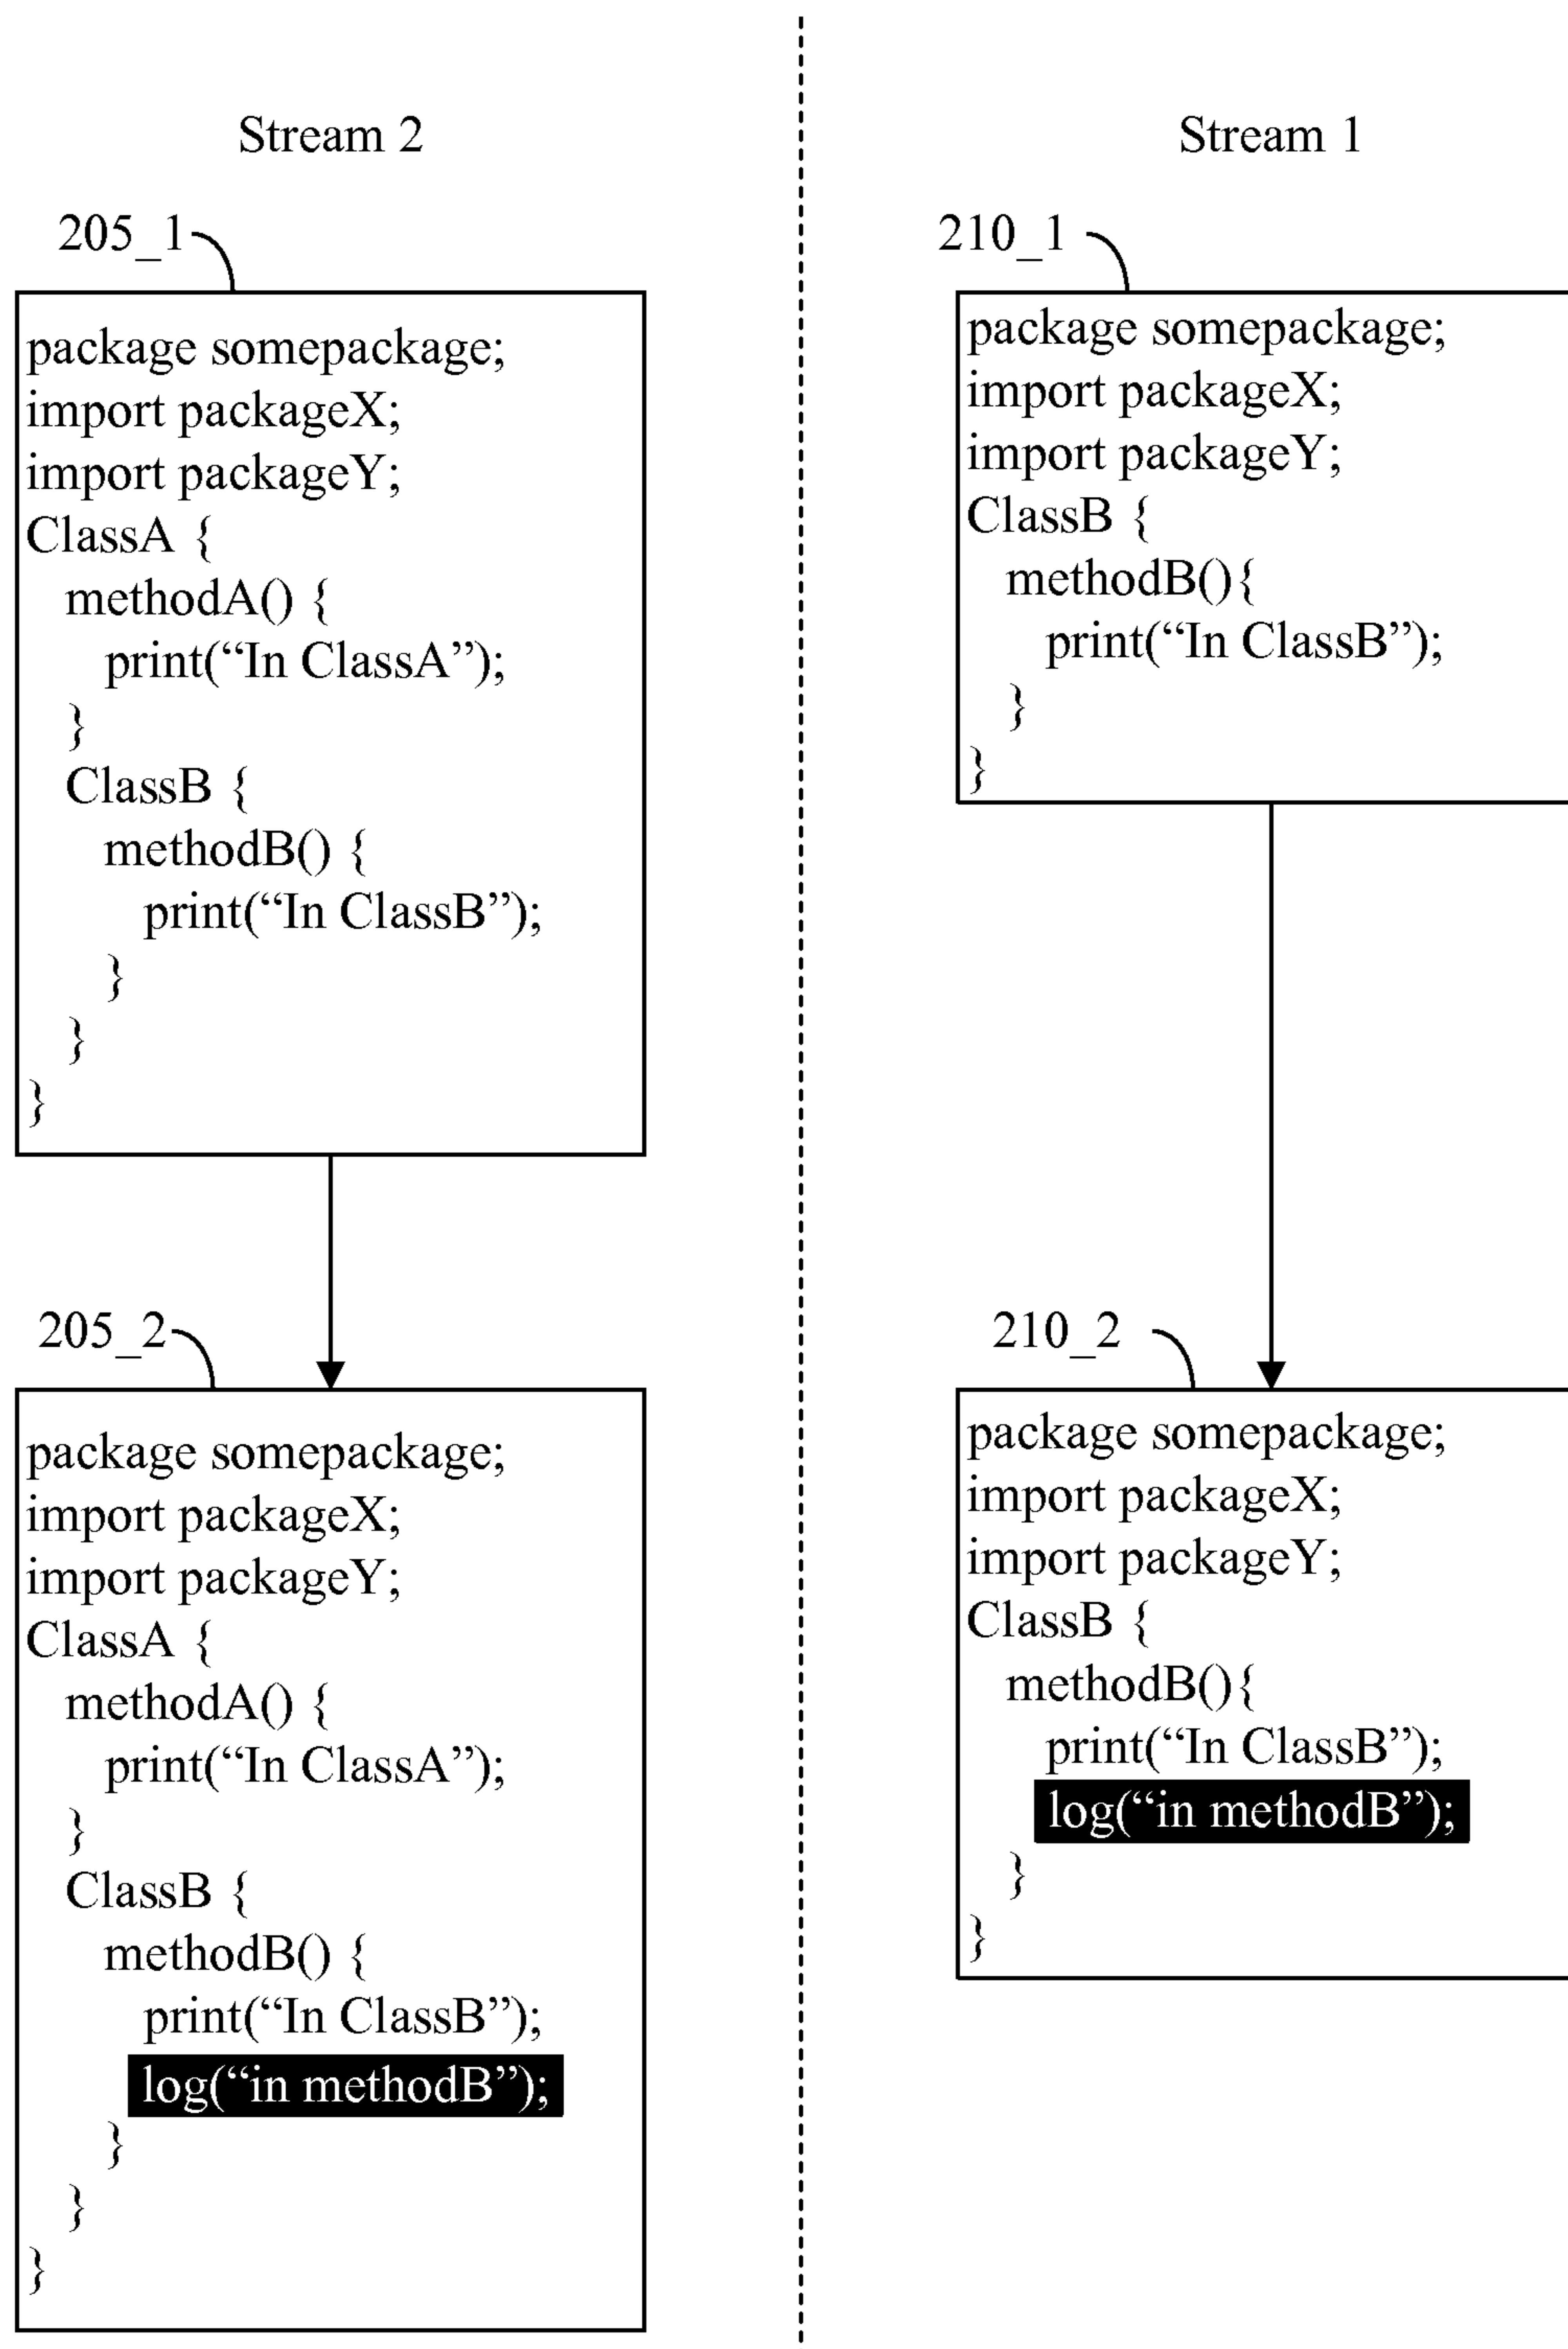 Stream 2
205_1
package somepackage;
import packageX;
import packageY;
ClassA {
methodA() {
print(“In ClassA”);
}
ClassB {
methodB() {
print(“In ClassB”);
}
}
}
205_2
package somepackage;
import packageX;
import packageY;
ClassA {
methodA() {
print(“In ClassA”);
}
ClassB {
methodB() {
print(“In ClassB”);
log(“in methodB”);
}
}
}
Stream 1
210_1
package somepackage;
import packageX;
import packageY;
ClassB {
methodB(){
print(“In ClassB”);
}
}
210_2
package somepackage;
import packageX;
import packageY;
ClassB {
methodB(){
print(“In ClassB”);
log(“in methodB”);
}
}